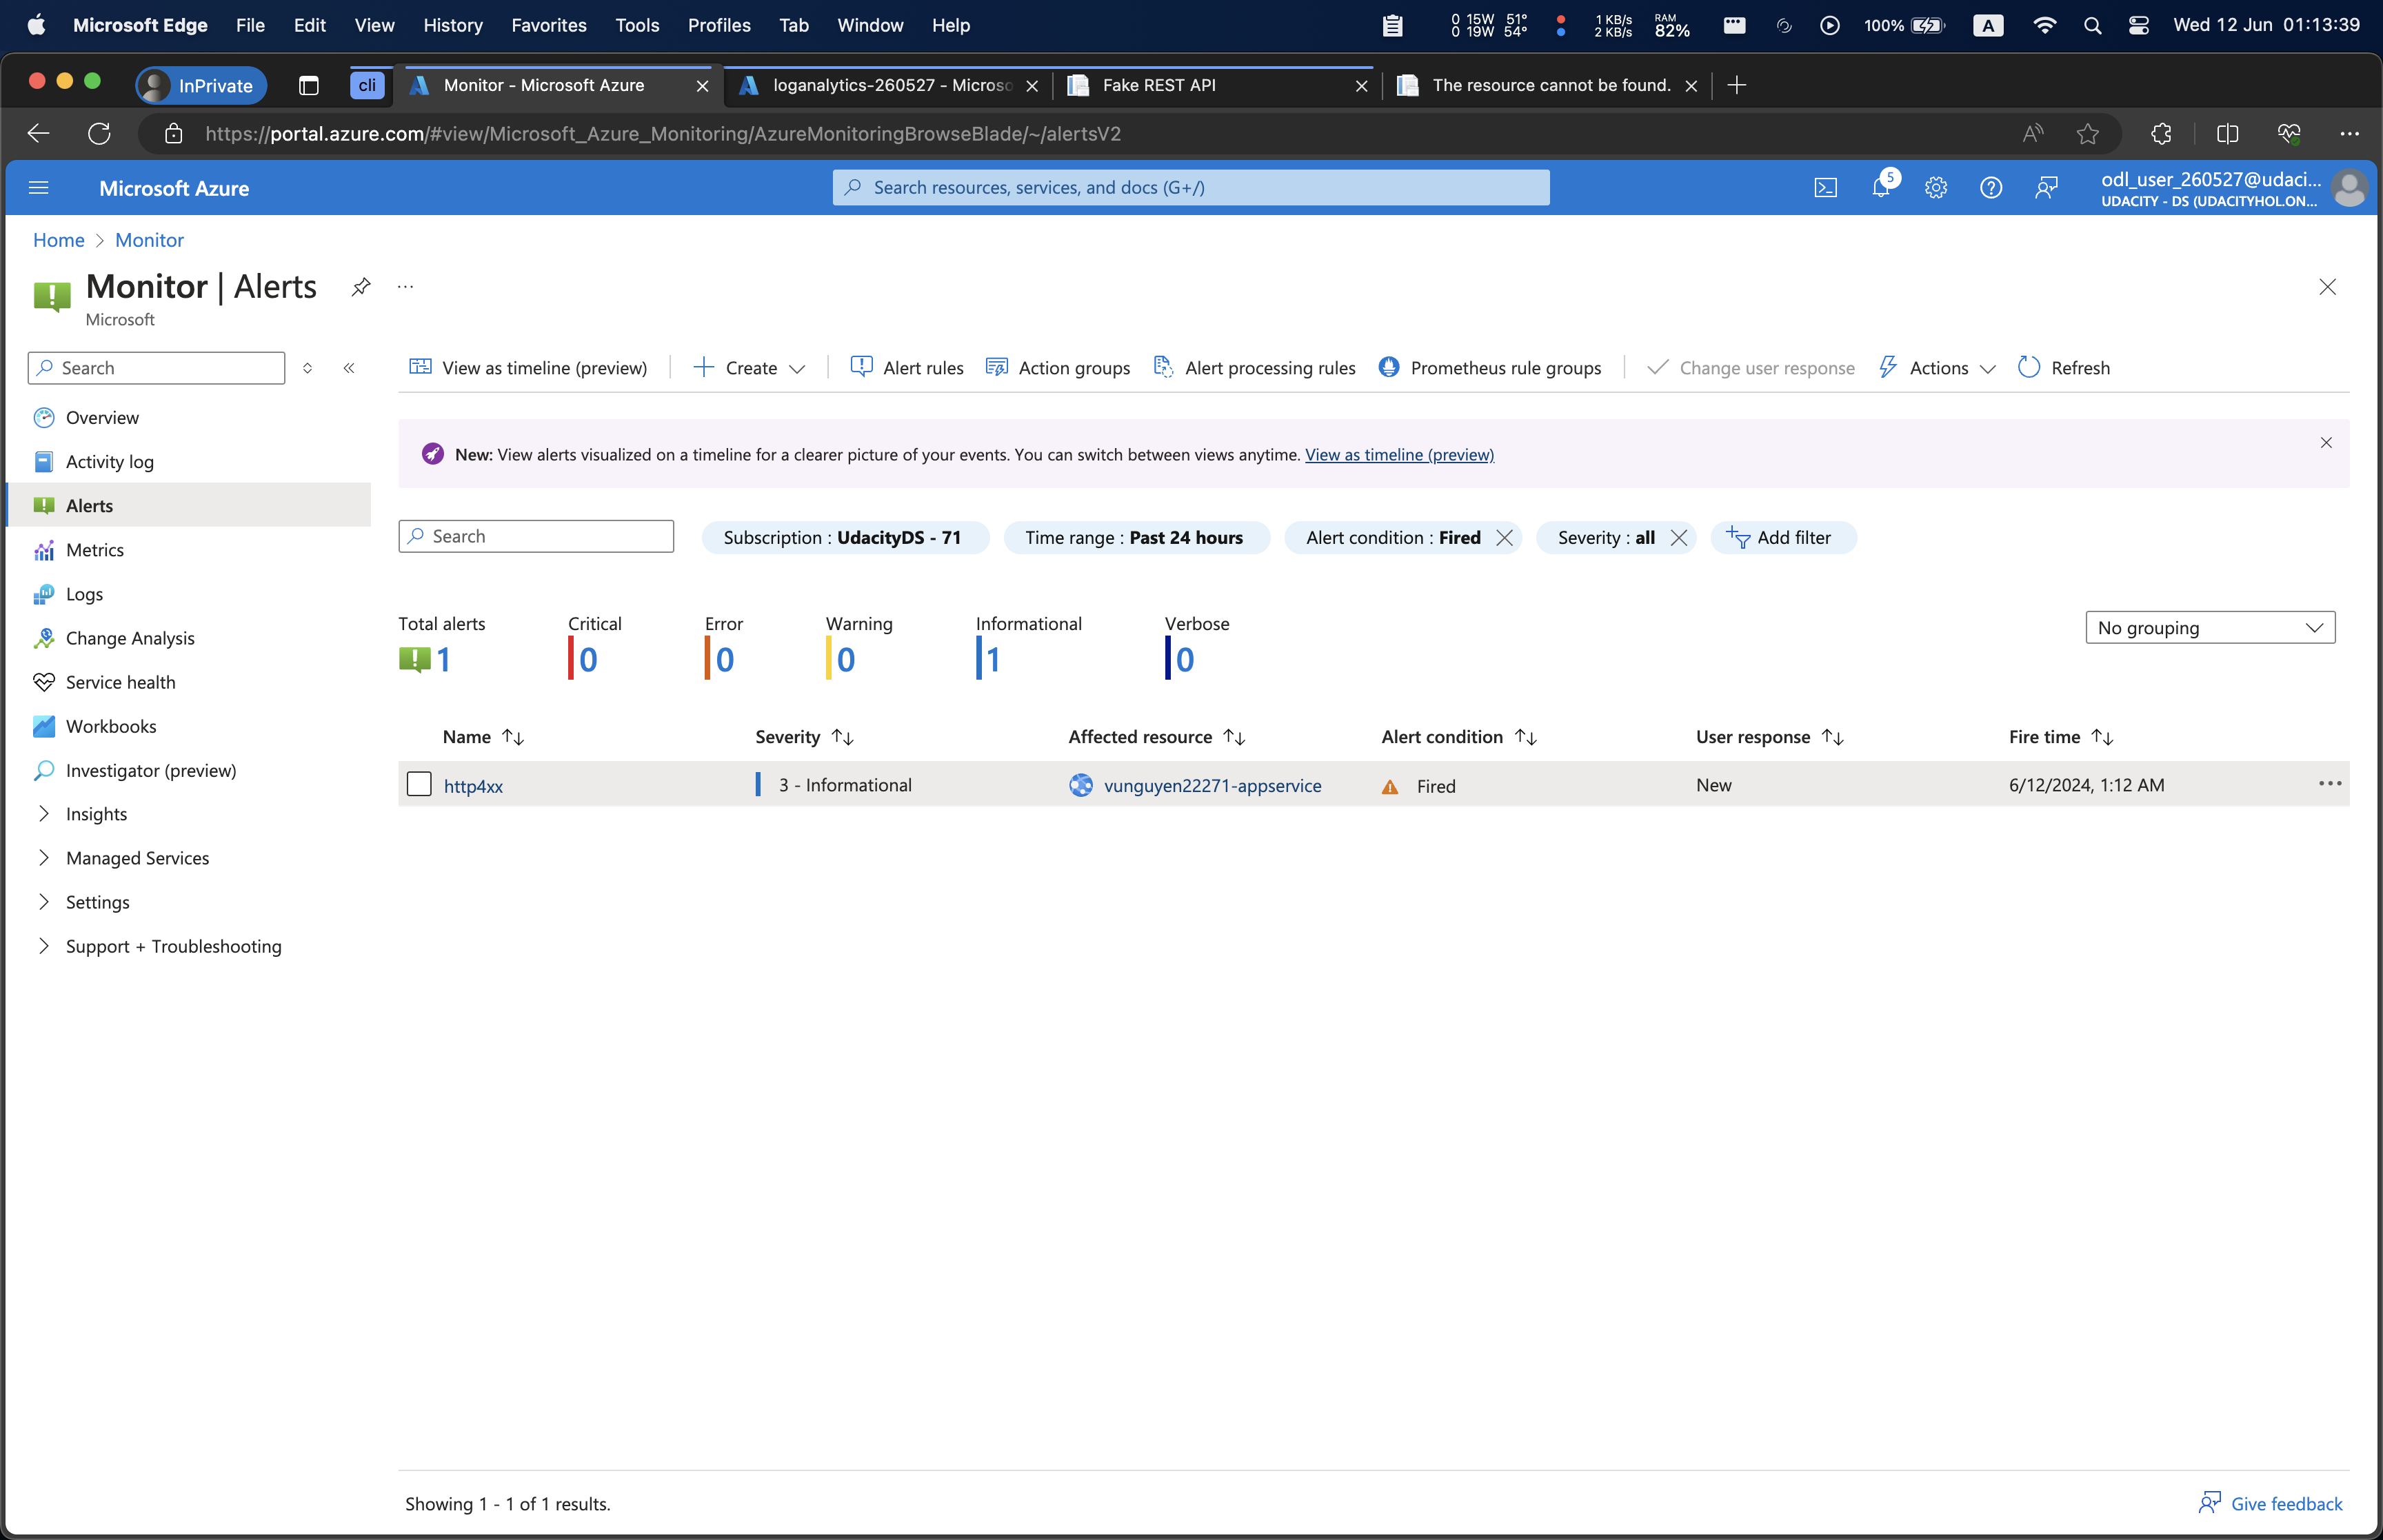 Microsoft Edge File Edit View History Favorites Tools Profiles Tab Window Help 0 15W 51° 1 KB/s RAM 100% A Wed 12 Jun 01:13:39
0 19W 54° 2 KB/s 82%
InPrivate cli Monitor - Microsoft Azure loganalytics-260527 - Microso Fake REST API The resource cannot be found.
https://portal.azure.com/#view/Microsoft_Azure_Monitoring/AzureMonitoringBrowseBlade/~/alertsV2
Microsoft Azure Search resources, services, and docs (G+/) 5 odl_user_260527@udaci...
UDACITY - DS (UDACITYHOL.ON...
Home > Monitor
Monitor | Alerts ...
Microsoft
Search
View as timeline (preview) Create Alert rules Action groups Alert processing rules Prometheus rule groups Change user response Actions Refresh
Overview
Activity log
Alerts
Metrics
Logs
Change Analysis
Service health
Workbooks
Investigator (preview)
Insights
Managed Services
Settings
Support + Troubleshooting
New: View alerts visualized on a timeline for a clearer picture of your events. You can switch between views anytime. View as timeline (preview)
Search Subscription : UdacityDS - 71 Time range : Past 24 hours Alert condition : Fired Severity : all Add filter
Total alerts Critical Error Warning Informational Verbose
1 0 0 0 1 0
No grouping
Name Severity Affected resource Alert condition User response Fire time
http4xx 3 - Informational vunguyen22271-appservice Fired New 6/12/2024, 1:12 AM
Showing 1 - 1 of 1 results.
Give feedback